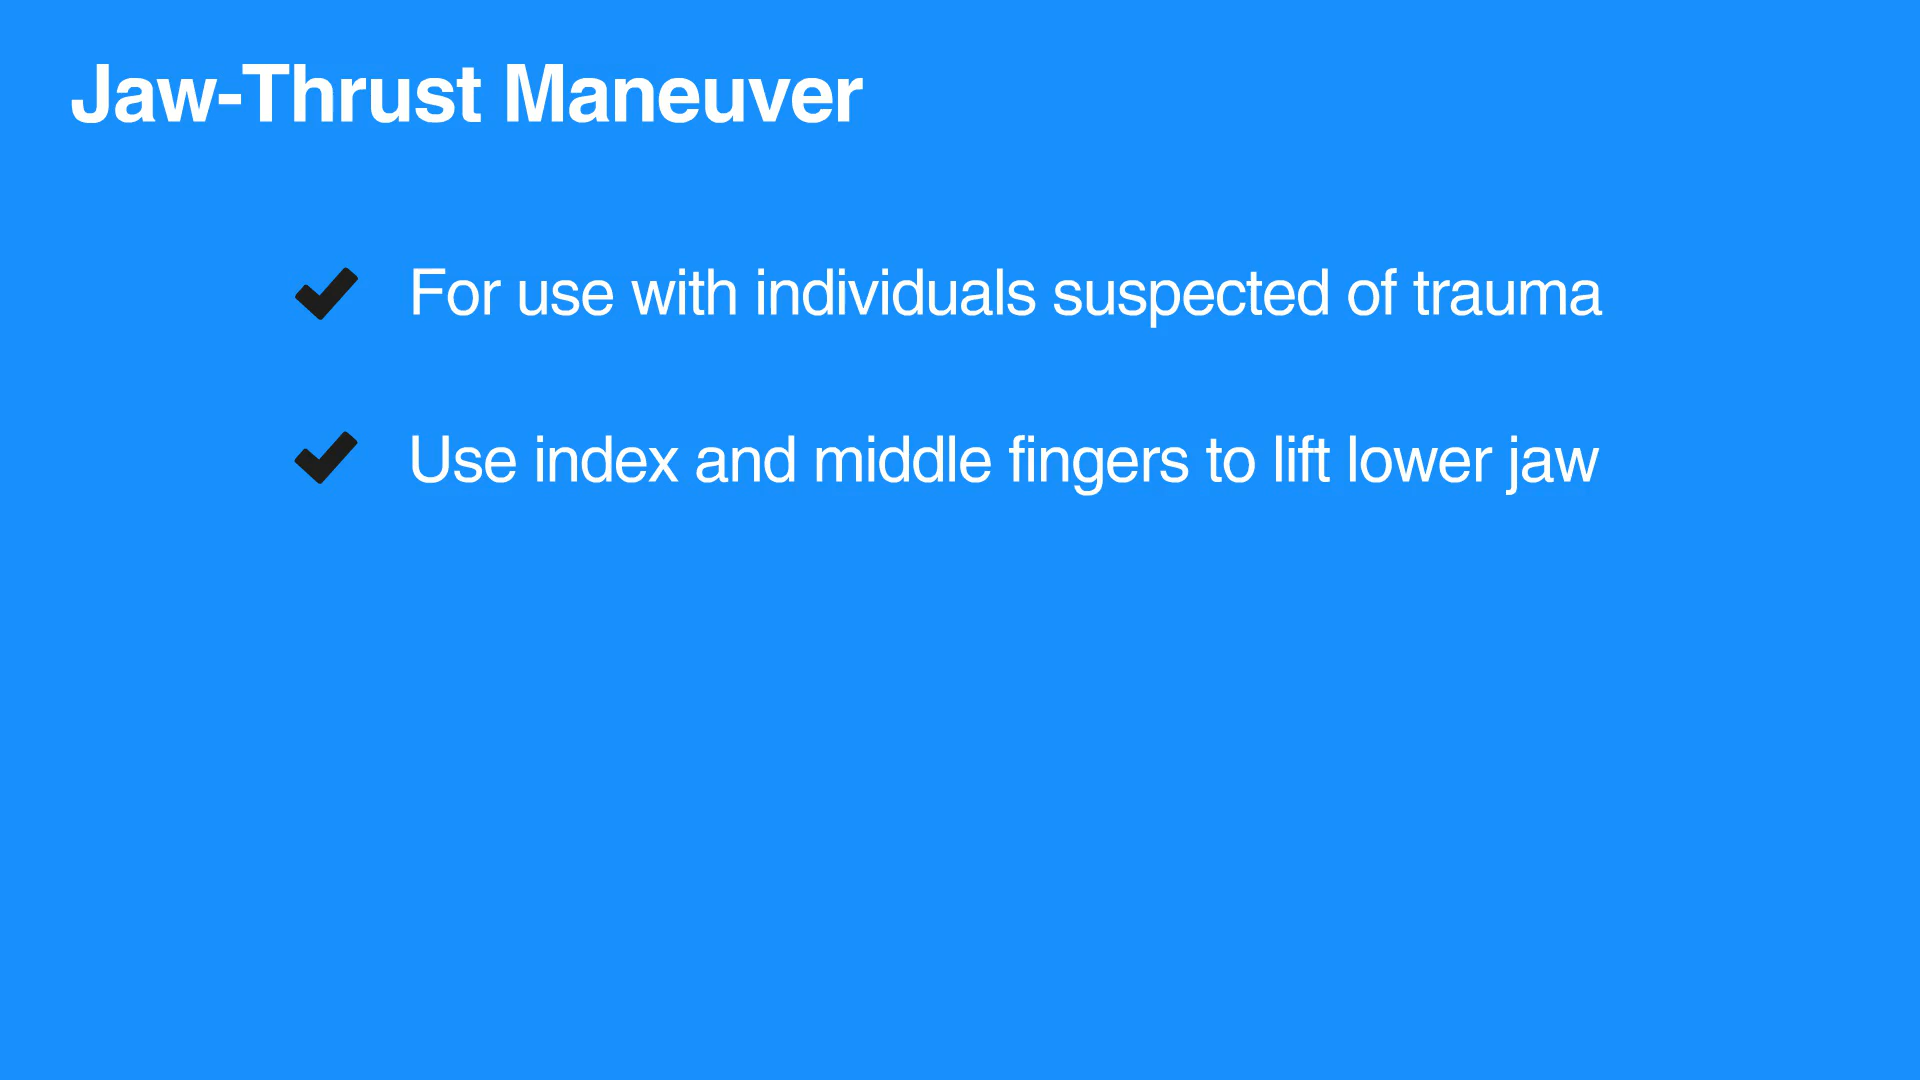 Jaw-Thrust Maneuver
For use with individuals suspected of trauma
Use index and middle fingers to lift lower jaw